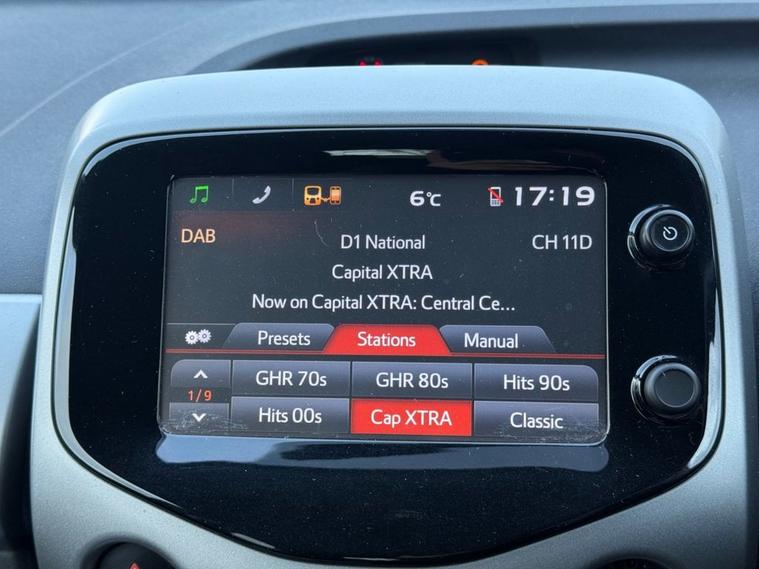 6°C 17:19
DAB D1 National CH 11D
Capital XTRA
Now on Capital XTRA: Central Ce...
Presets Stations Manual
GHR 70s GHR 80s Hits 90s
1/9
Hits 00s Cap XTRA Classic